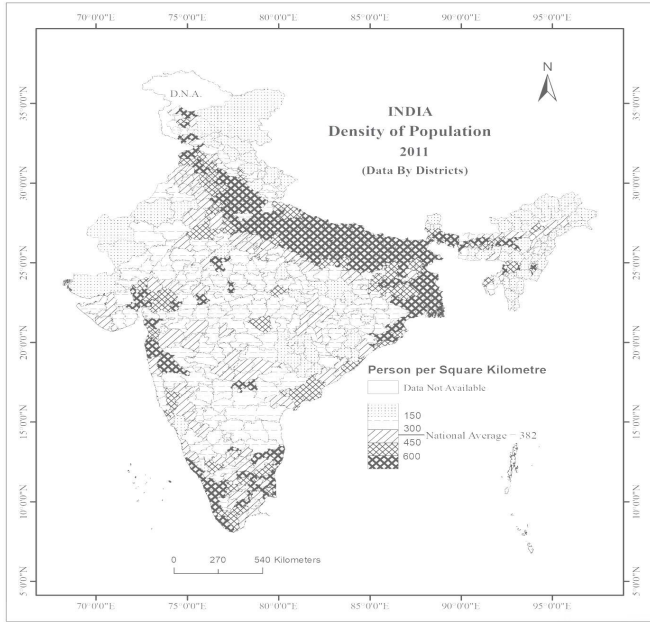 70°0'0"E 75°0'0"E 80°0'0"E 85°0'0"E 90°0'0"E 95°0'0"E
D.N.A.
N
INDIA
Density of Population
2011
(Data By Districts)
35°0'0"N
30°0'0"N
25°0'0"N
20°0'0"N
15°0'0"N
10°0'0"N
5°0'0"N
35°0'0"N
30°0'0"N
25°0'0"N
20°0'0"N
15°0'0"N
10°0'0"N
5°0'0"N
Person per Square Kilometre
Data Not Available
150
300
National Average – 382
450
600
0 270 540 Kilometers
70°0'0"E 75°0'0"E 80°0'0"E 85°0'0"E 90°0'0"E 95°0'0"E